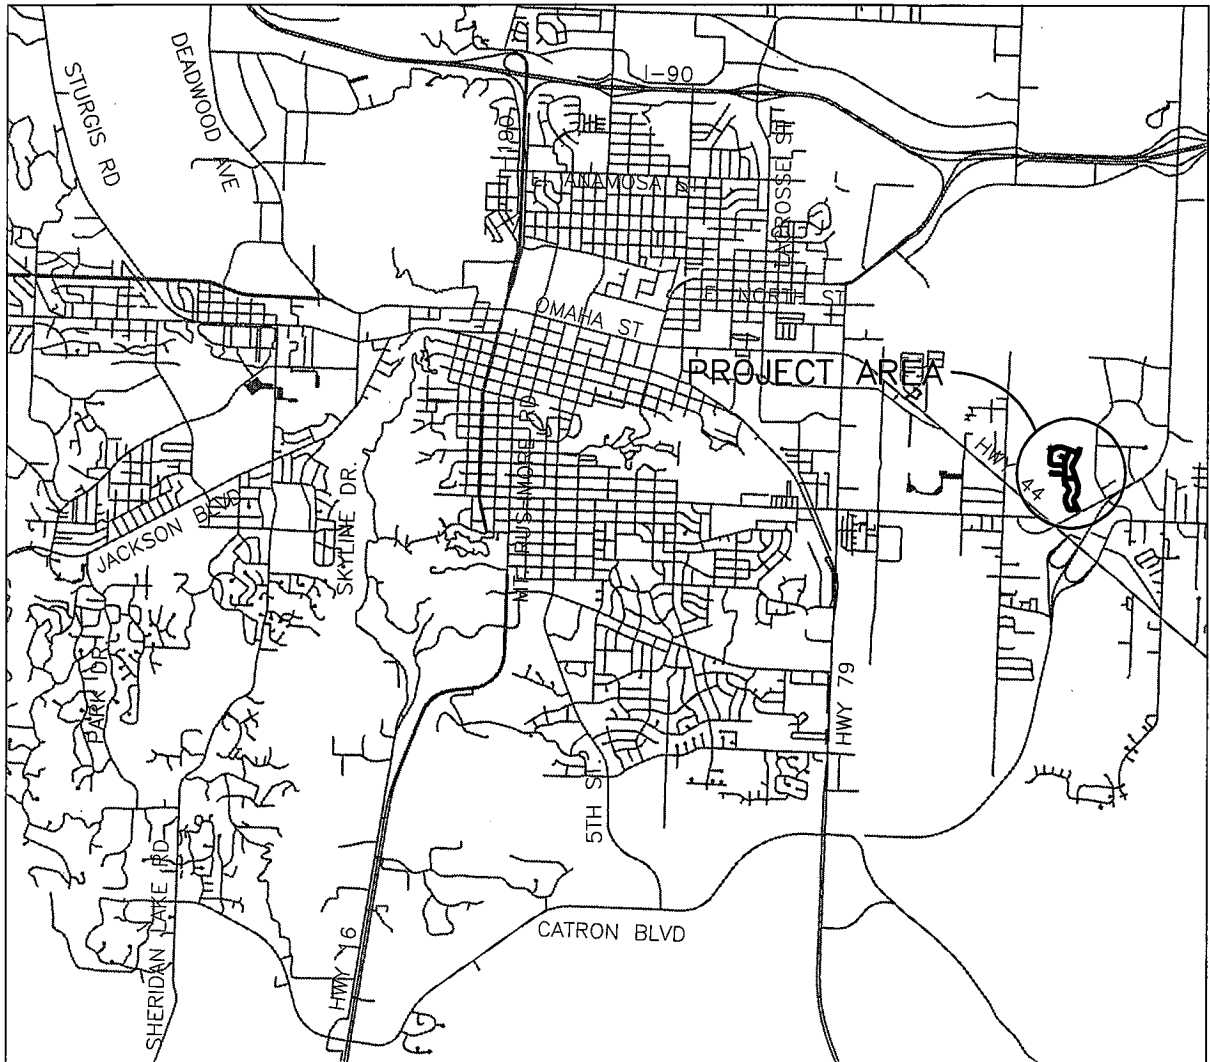 STURGIS RD
DEADWOOD
AVE
I-90
I-190
E ANAMOSA ST
LACROSSE ST
E NORTH ST
OMAHA ST
PROJECT AREA
HWY
44
MT RUSHMORE RD
SKYLINE DR.
JACKSON BLVD
PARK DR
HWY 79
5TH ST
SHERIDAN LAKE RD
HWY 16
CATRON BLVD